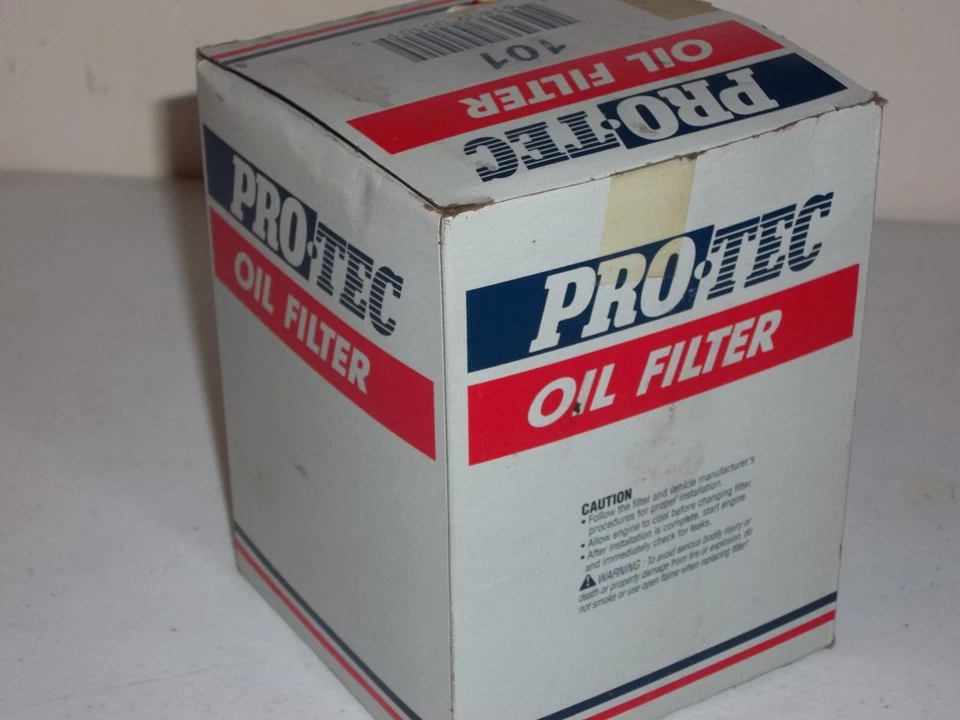 101
OIL FILTER
PRO·TEC
PRO·TEC
OIL FILTER
PRO·TEC
OIL FILTER
CAUTION
• Follow the filter and vehicle manufacturer's
procedures for proper installation.
• Allow engine to cool before changing filter.
• After installation is complete, start engine
and immediately check for leaks.
WARNING - To avoid serious bodily injury or
death or property damage from fire or explosion, do
not smoke or use open flame when replacing filter!